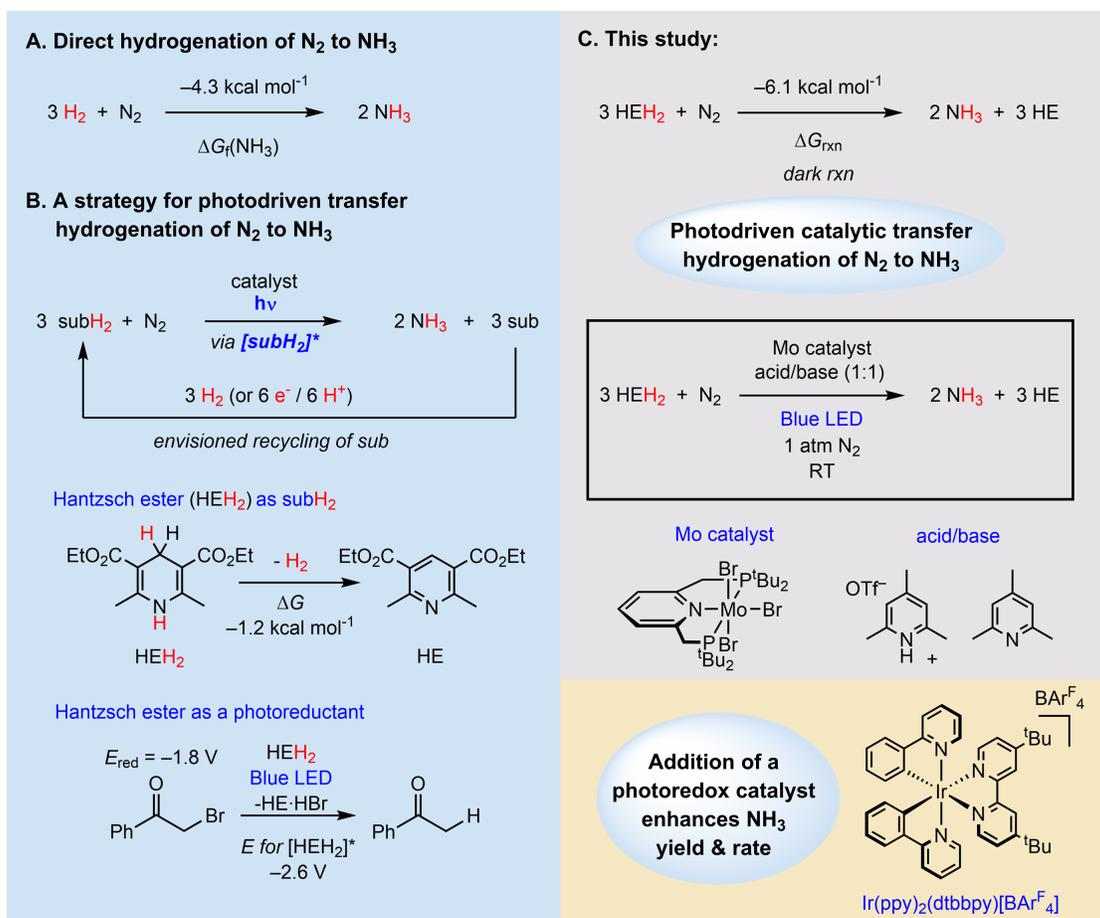 A. Direct hydrogenation of N₂ to NH₃
3 H₂ + N₂
–4.3 kcal mol⁻¹
ΔG_f(NH₃)
2 NH₃
B. A strategy for photodriven transfer
hydrogenation of N₂ to NH₃
3 subH₂ + N₂
catalyst
hν
via [subH₂]*
2 NH₃ + 3 sub
3 H₂ (or 6 e⁻ / 6 H⁺)
envisioned recycling of sub
Hantzsch ester (HEH₂) as subH₂
H H
EtO₂C CO₂Et
N
H
HEH₂
- H₂
ΔG
–1.2 kcal mol⁻¹
EtO₂C CO₂Et
N
HE
Hantzsch ester as a photoreductant
E_red = –1.8 V
O
Ph Br
HEH₂
Blue LED
-HE·HBr
E for [HEH₂]*
–2.6 V
O
Ph H
C. This study:
3 HEH₂ + N₂
–6.1 kcal mol⁻¹
ΔG_rxn
dark rxn
2 NH₃ + 3 HE
Photodriven catalytic transfer
hydrogenation of N₂ to NH₃
3 HEH₂ + N₂
Mo catalyst
acid/base (1:1)
Blue LED
1 atm N₂
RT
2 NH₃ + 3 HE
Mo catalyst
Br
PᵗBu₂
N Mo Br
P Br
ᵗBu₂
acid/base
OTf⁻
N
H
+
N
Addition of a
photoredox catalyst
enhances NH₃
yield & rate
BArF₄
ᵗBu
N
N
Ir
N
N
ᵗBu
Ir(ppy)₂(dtbbpy)[BArF₄]